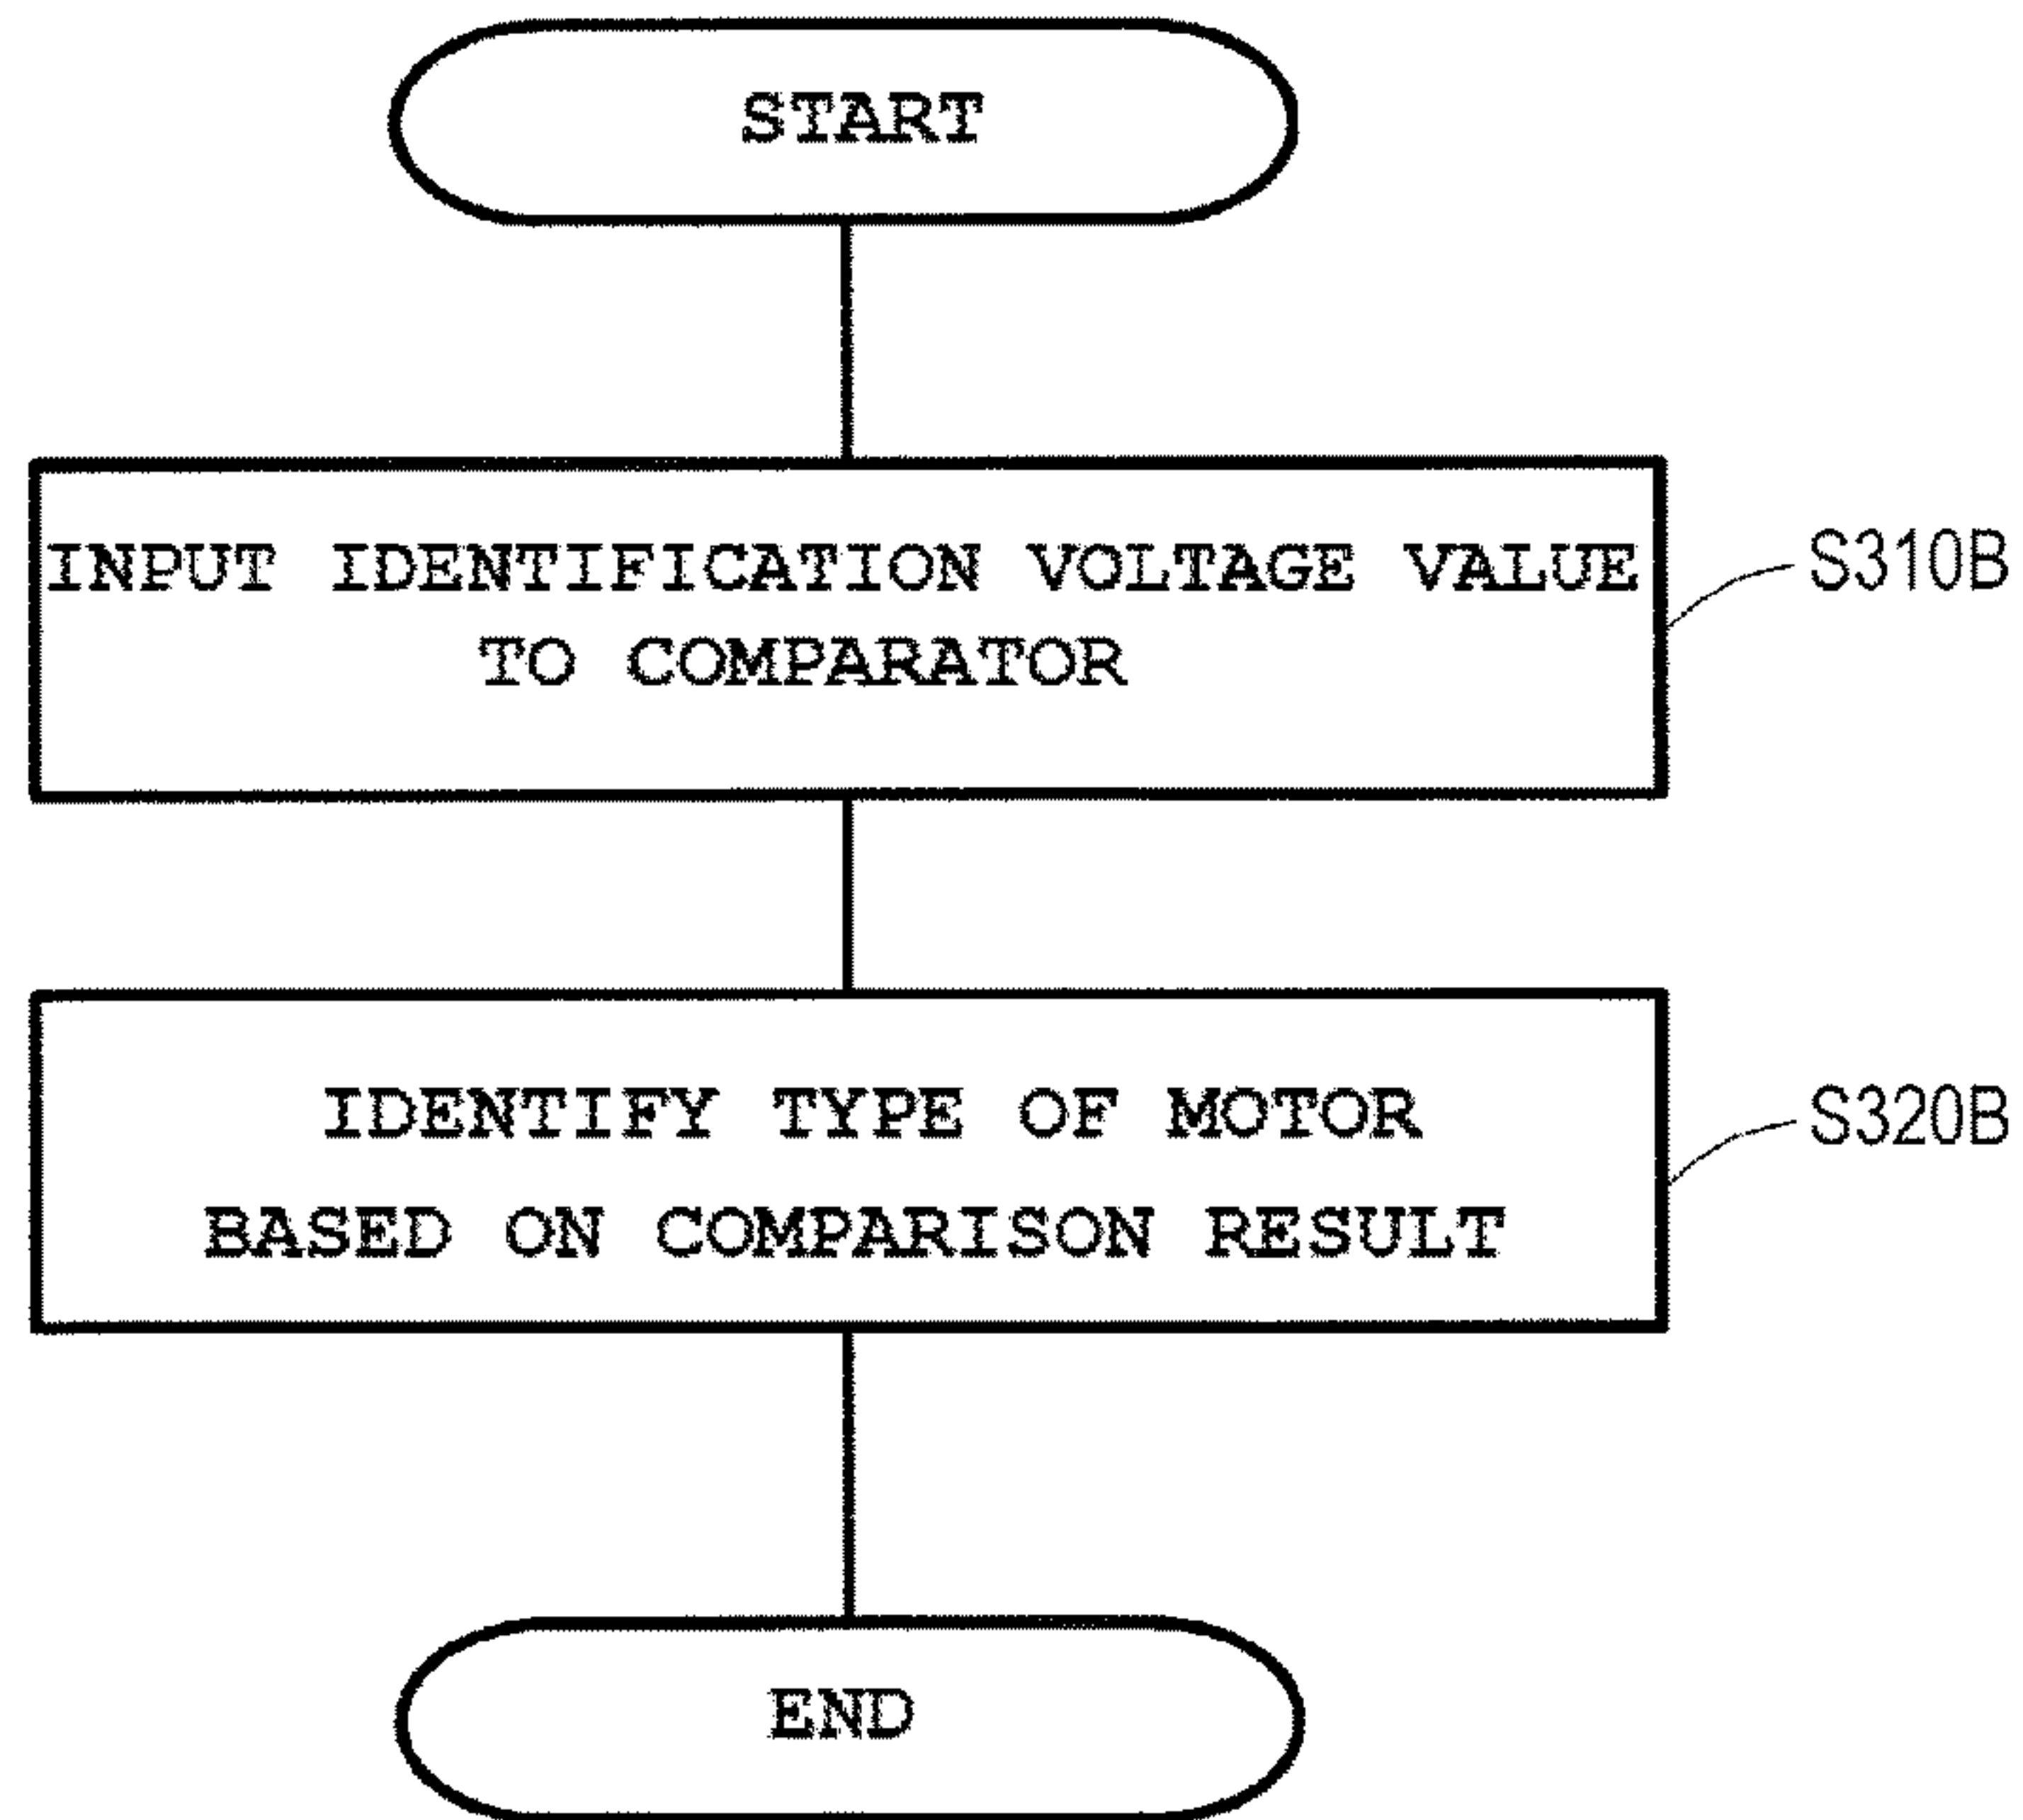 START
INPUT IDENTIFICATION VOLTAGE VALUE
TO COMPARATOR
S310B
IDENTIFY TYPE OF MOTOR
BASED ON COMPARISON RESULT
S320B
END